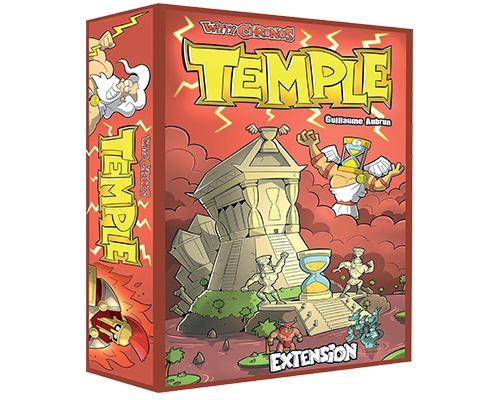 Witty Chronos
TEMPLE
Guillaume Aubrun
EXTENSION
Witty Chronos
TEMPLE